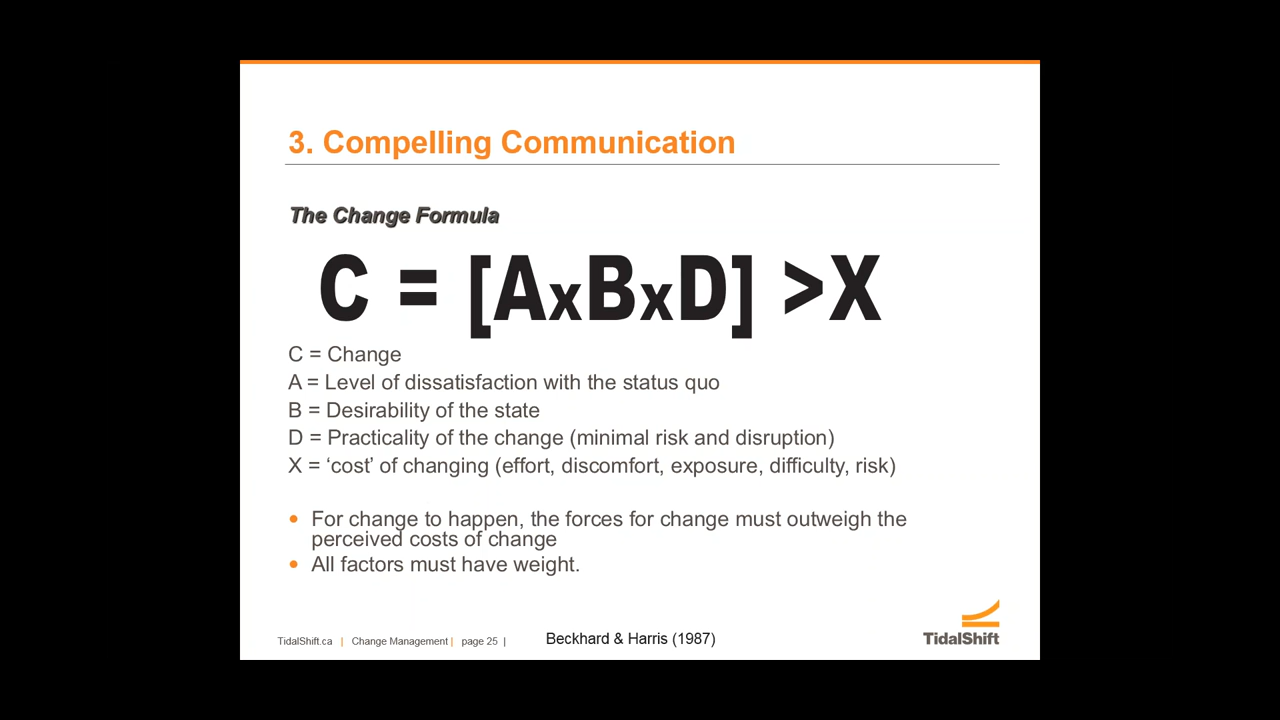 3. Compelling Communication
The Change Formula
C = [AxBxD] >X
C = Change
A = Level of dissatisfaction with the status quo
B = Desirability of the state
D = Practicality of the change (minimal risk and disruption)
X = ‘cost’ of changing (effort, discomfort, exposure, difficulty, risk)
• For change to happen, the forces for change must outweigh the
perceived costs of change
• All factors must have weight.
TidalShift.ca | Change Management | page 25 | Beckhard & Harris (1987)
TidalShift